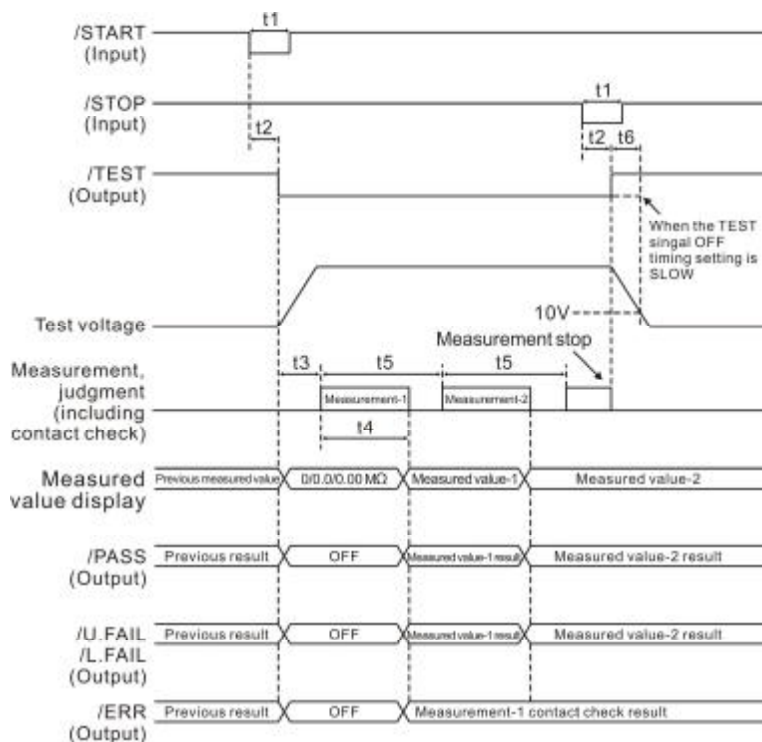 t1
/START
(Input)
/STOP
(Input)
t1
t2
t2 t6
/TEST
(Output)
When the TEST
singal OFF
timing setting is
SLOW
10V
Test voltage
Measurement stop
t3 t5 t5
Measurement,
judgment
(including
contact check)
Measurement-1 Measurement-2
t4
Measured
value display
Previous measured value 0/0.0/0.00 MΩ Measured value-1 Measured value-2
/PASS
(Output)
Previous result OFF Measured value-1 result Measured value-2 result
/U.FAIL
/L.FAIL
(Output)
Previous result OFF Measured value-1 result Measured value-2 result
/ERR
(Output)
Previous result OFF Measurement-1 contact check result